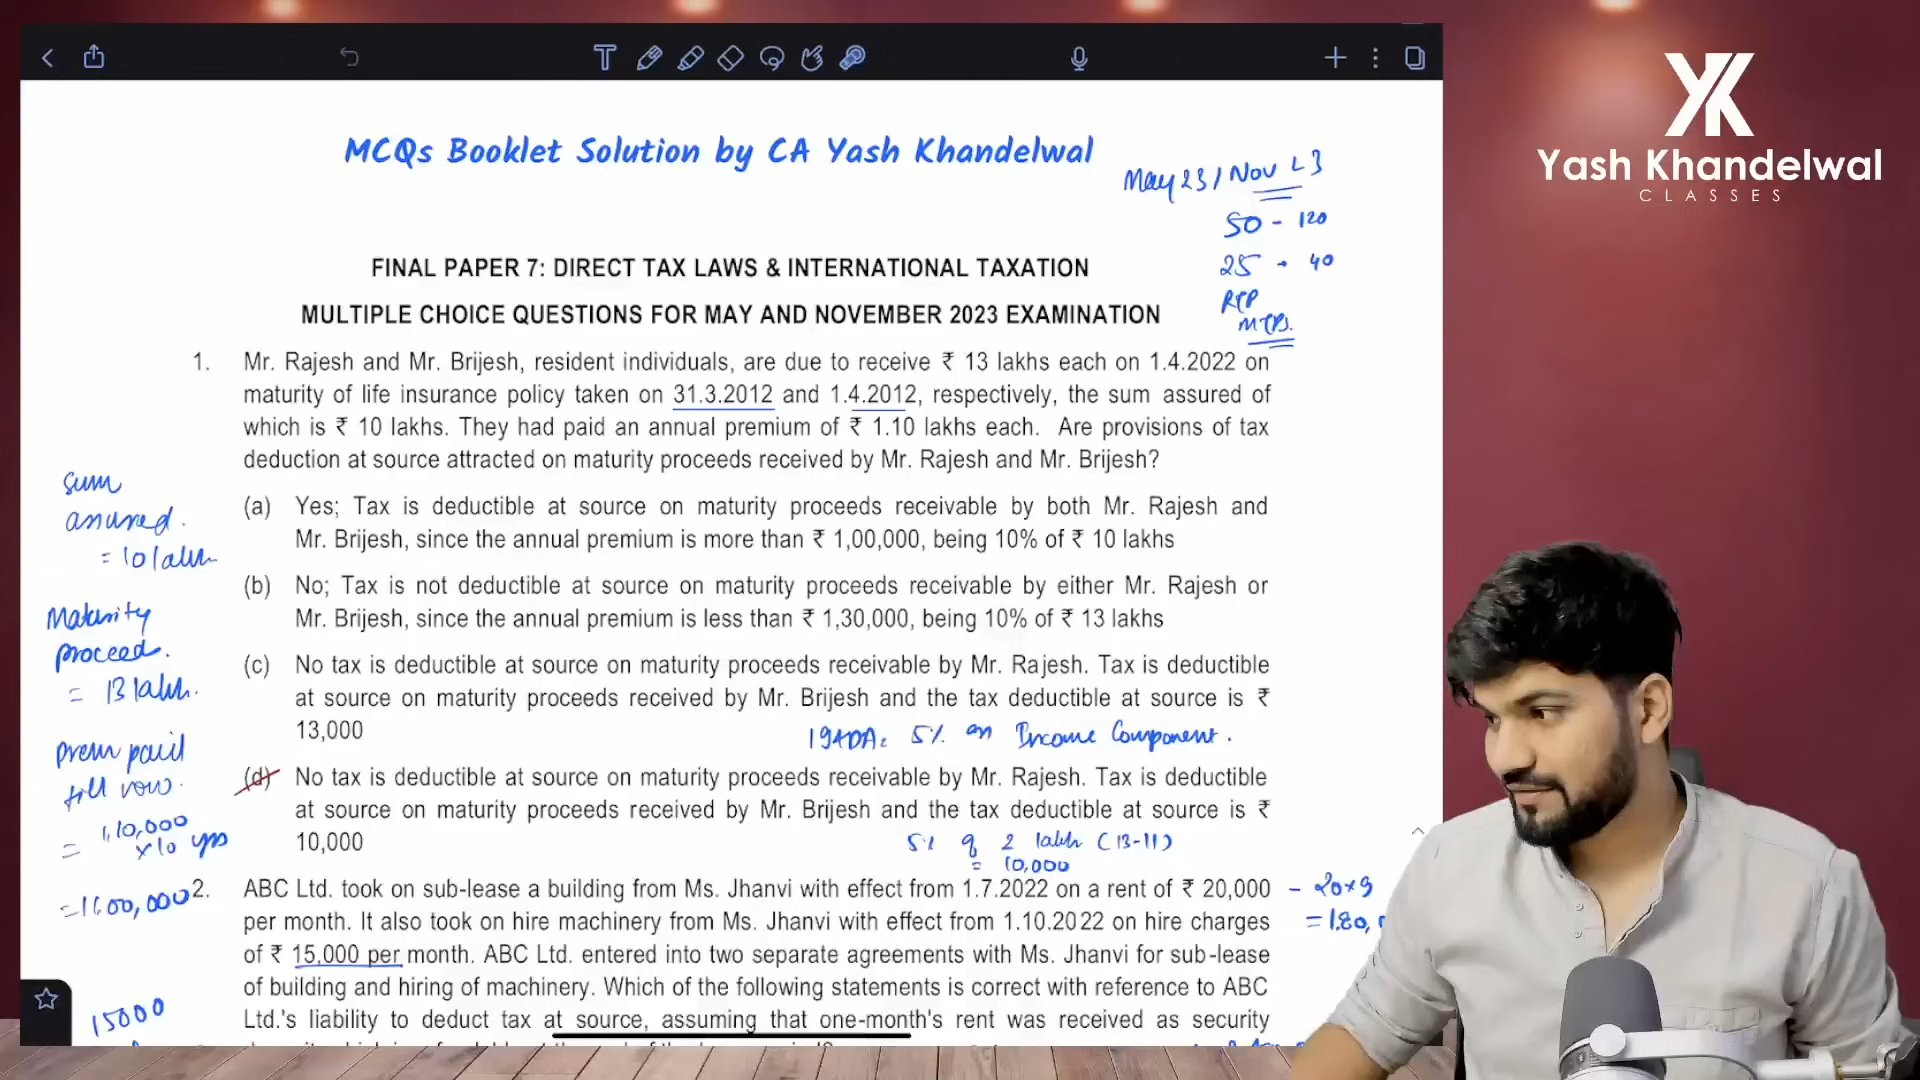 MCQs Booklet Solution by CA Yash Khandelwal
May 23 / Nov 23
50 - 120
25 - 40
RTP
MTPs.
YK
Yash Khandelwal
CLASSES
FINAL PAPER 7: DIRECT TAX LAWS & INTERNATIONAL TAXATION
MULTIPLE CHOICE QUESTIONS FOR MAY AND NOVEMBER 2023 EXAMINATION
1. Mr. Rajesh and Mr. Brijesh, resident individuals, are due to receive ₹ 13 lakhs each on 1.4.2022 on
maturity of life insurance policy taken on 31.3.2012 and 1.4.2012, respectively, the sum assured of
which is ₹ 10 lakhs. They had paid an annual premium of ₹ 1.10 lakhs each. Are provisions of tax
deduction at source attracted on maturity proceeds received by Mr. Rajesh and Mr. Brijesh?
Sum
assured.
= 10 lakh
(a) Yes; Tax is deductible at source on maturity proceeds receivable by both Mr. Rajesh and
Mr. Brijesh, since the annual premium is more than ₹ 1,00,000, being 10% of ₹ 10 lakhs
(b) No; Tax is not deductible at source on maturity proceeds receivable by either Mr. Rajesh or
Mr. Brijesh, since the annual premium is less than ₹ 1,30,000, being 10% of ₹ 13 lakhs
Maturity
proceed.
= 13 lakh.
(c) No tax is deductible at source on maturity proceeds receivable by Mr. Rajesh. Tax is deductible
at source on maturity proceeds received by Mr. Brijesh and the tax deductible at source is ₹
13,000
194DA: 5% on Income Component.
prem paid
till now.
= 1,10,000
x 10 yrs
(d) No tax is deductible at source on maturity proceeds receivable by Mr. Rajesh. Tax is deductible
at source on maturity proceeds received by Mr. Brijesh and the tax deductible at source is ₹
10,000
5% of 2 lakh (13-11)
= 10,000
= 11,00,000
2. ABC Ltd. took on sub-lease a building from Ms. Jhanvi with effect from 1.7.2022 on a rent of ₹ 20,000
per month. It also took on hire machinery from Ms. Jhanvi with effect from 1.10.2022 on hire charges
of ₹ 15,000 per month. ABC Ltd. entered into two separate agreements with Ms. Jhanvi for sub-lease
of building and hiring of machinery. Which of the following statements is correct with reference to ABC
Ltd.'s liability to deduct tax at source, assuming that one-month's rent was received as security
- 20x9
= 180,
15000